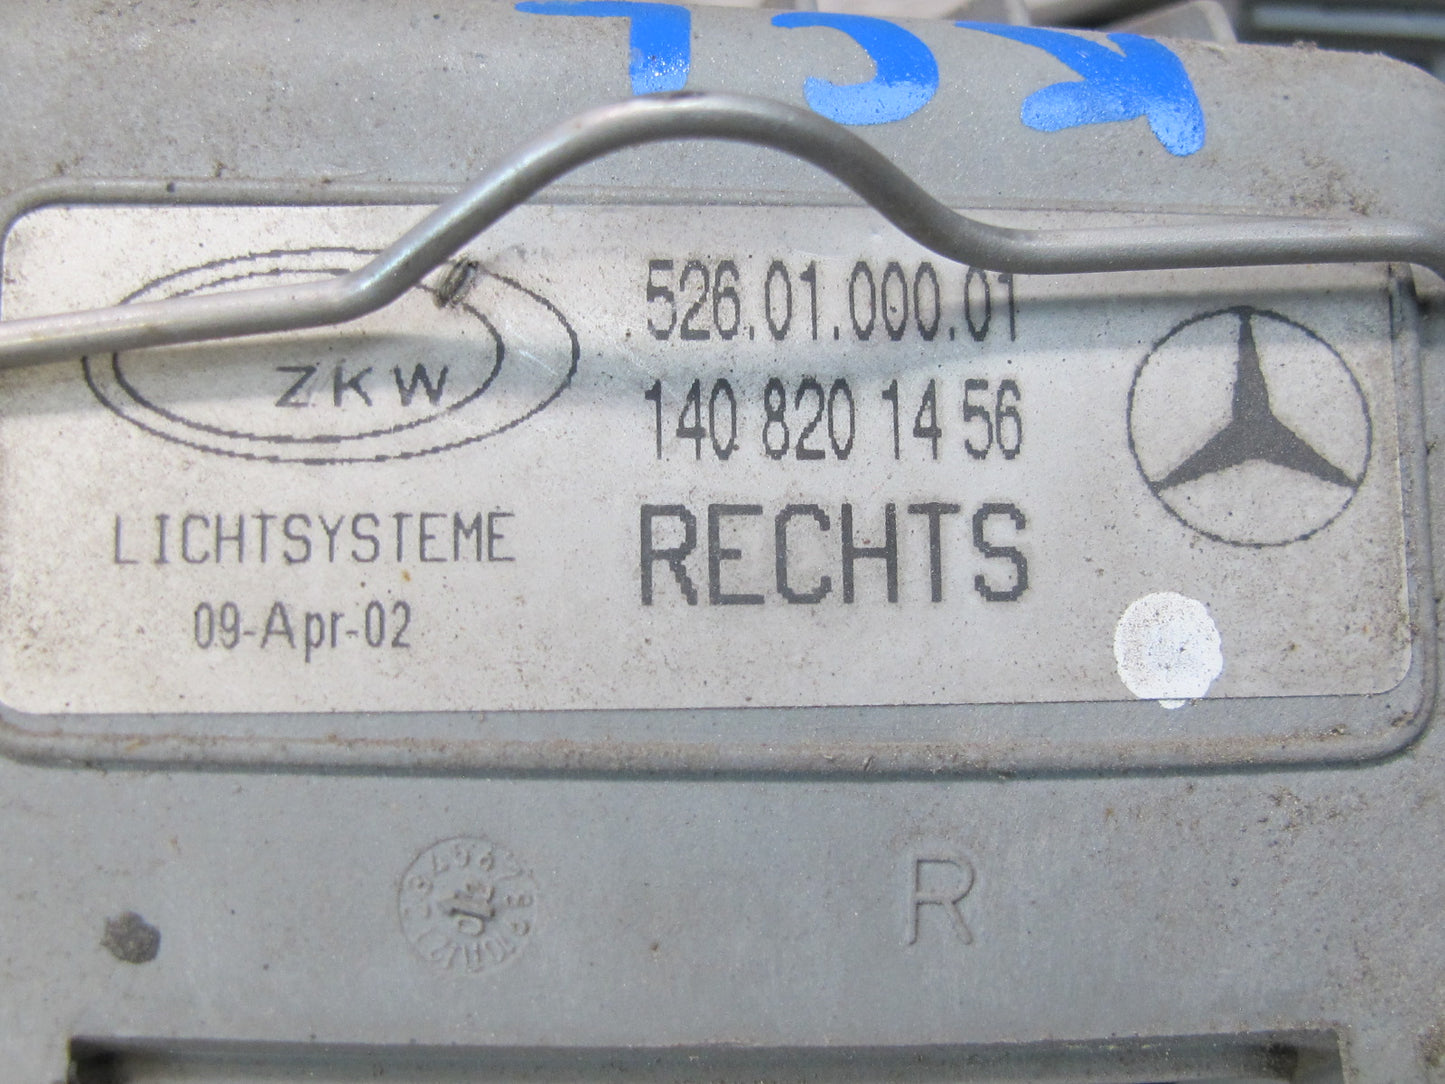 ZKW
LICHTSYSTEME
09-Apr-02
526.01.000.01
140 820 14 56
RECHTS
R